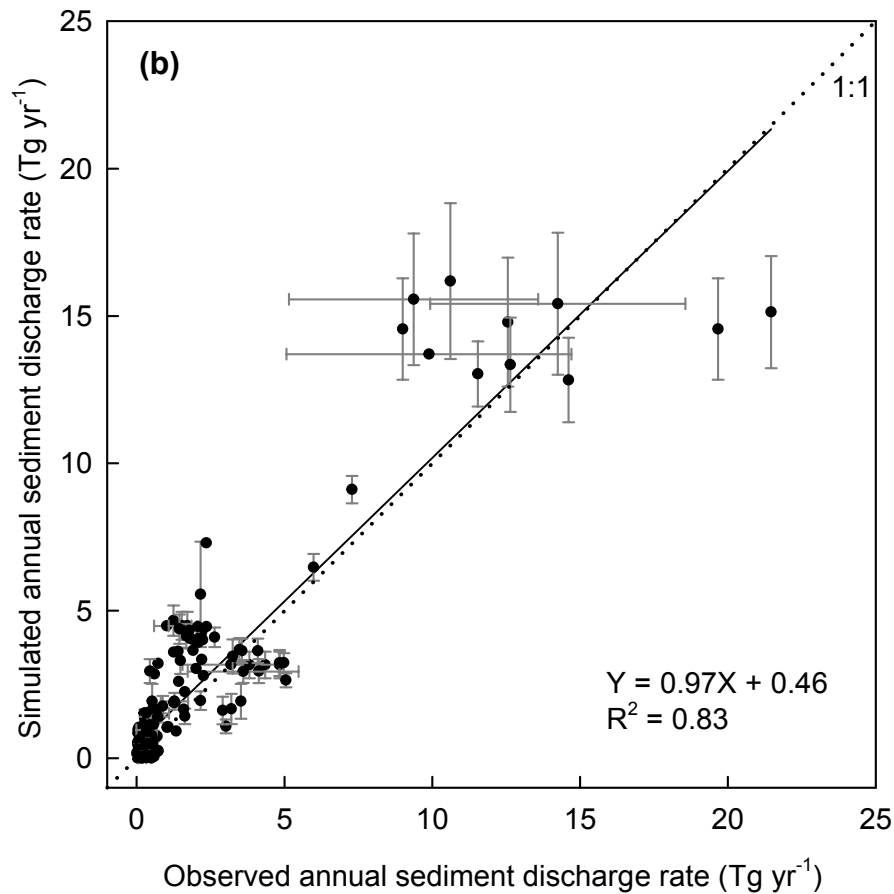 (b)
1:1
Simulated annual sediment discharge rate (Tg yr⁻¹)
25
20
15
10
5
0
Y = 0.97X + 0.46
R² = 0.83
0 5 10 15 20 25
Observed annual sediment discharge rate (Tg yr⁻¹)